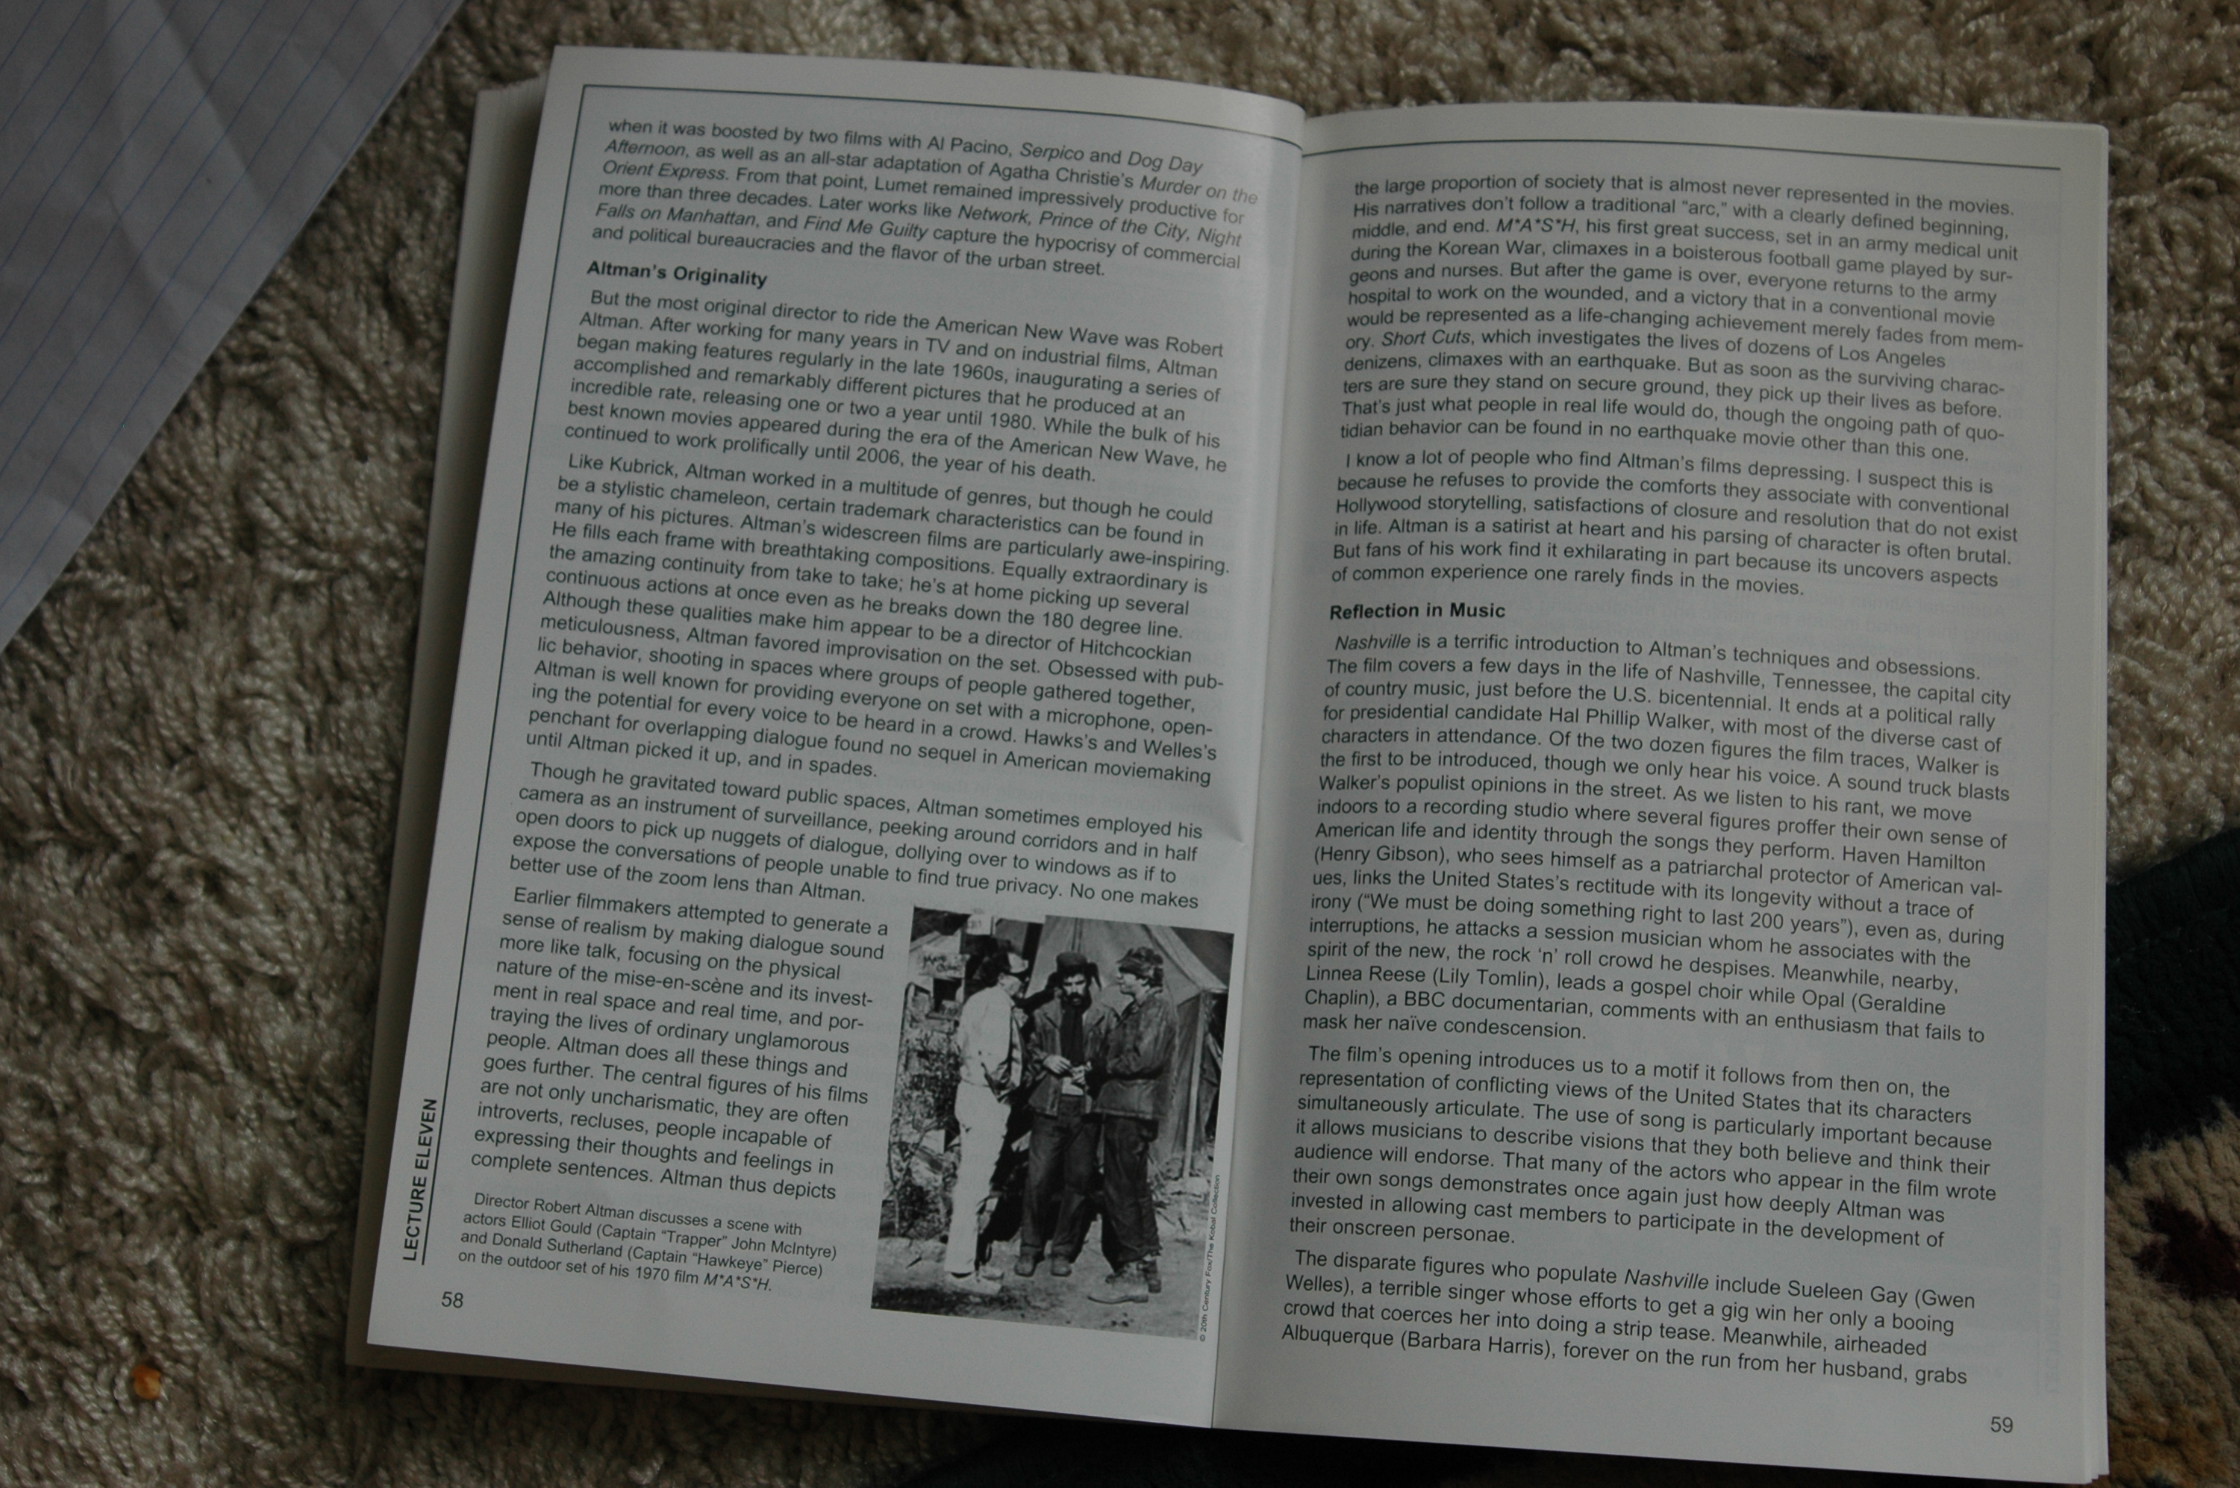 when it was boosted by two films with Al Pacino, Serpico and Dog Day
Afternoon, as well as an all-star adaptation of Agatha Christie's Murder on the
Orient Express. From that point, Lumet remained impressively productive for
more than three decades. Later works like Network, Prince of the City, Night
Falls on Manhattan, and Find Me Guilty capture the hypocrisy of commercial
and political bureaucracies and the flavor of the urban street.
Altman's Originality
But the most original director to ride the American New Wave was Robert
Altman. After working for many years in TV and on industrial films, Altman
began making features regularly in the late 1960s, inaugurating a series of
accomplished and remarkably different pictures that he produced at an
incredible rate, releasing one or two a year until 1980. While the bulk of his
best known movies appeared during the era of the American New Wave, he
continued to work prolifically until 2006, the year of his death.
Like Kubrick, Altman worked in a multitude of genres, but though he could
be a stylistic chameleon, certain trademark characteristics can be found in
many of his pictures. Altman's widescreen films are particularly awe-inspiring.
He fills each frame with breathtaking compositions. Equally extraordinary is
the amazing continuity from take to take; he's at home picking up several
continuous actions at once even as he breaks down the 180 degree line.
Although these qualities make him appear to be a director of Hitchcockian
meticulousness, Altman favored improvisation on the set. Obsessed with pub-
lic behavior, shooting in spaces where groups of people gathered together,
Altman is well known for providing everyone on set with a microphone, open-
ing the potential for every voice to be heard in a crowd. Hawks's and Welles's
penchant for overlapping dialogue found no sequel in American moviemaking
until Altman picked it up, and in spades.
Though he gravitated toward public spaces, Altman sometimes employed his
camera as an instrument of surveillance, peeking around corridors and in half
open doors to pick up nuggets of dialogue, dollying over to windows as if to
expose the conversations of people unable to find true privacy. No one makes
better use of the zoom lens than Altman.
Earlier filmmakers attempted to generate a
sense of realism by making dialogue sound
more like talk, focusing on the physical
nature of the mise-en-scène and its invest-
ment in real space and real time, and por-
traying the lives of ordinary unglamorous
people. Altman does all these things and
goes further. The central figures of his films
are not only uncharismatic, they are often
introverts, recluses, people incapable of
expressing their thoughts and feelings in
complete sentences. Altman thus depicts
© 20th Century Fox/The Kobal Collection
Director Robert Altman discusses a scene with
actors Elliot Gould (Captain "Trapper" John McIntyre)
and Donald Sutherland (Captain "Hawkeye" Pierce)
on the outdoor set of his 1970 film M*A*S*H.
LECTURE ELEVEN
58
the large proportion of society that is almost never represented in the movies.
His narratives don't follow a traditional "arc," with a clearly defined beginning,
middle, and end. M*A*S*H, his first great success, set in an army medical unit
during the Korean War, climaxes in a boisterous football game played by sur-
geons and nurses. But after the game is over, everyone returns to the army
hospital to work on the wounded, and a victory that in a conventional movie
would be represented as a life-changing achievement merely fades from mem-
ory. Short Cuts, which investigates the lives of dozens of Los Angeles
denizens, climaxes with an earthquake. But as soon as the surviving charac-
ters are sure they stand on secure ground, they pick up their lives as before.
That's just what people in real life would do, though the ongoing path of quo-
tidian behavior can be found in no earthquake movie other than this one.
I know a lot of people who find Altman's films depressing. I suspect this is
because he refuses to provide the comforts they associate with conventional
Hollywood storytelling, satisfactions of closure and resolution that do not exist
in life. Altman is a satirist at heart and his parsing of character is often brutal.
But fans of his work find it exhilarating in part because its uncovers aspects
of common experience one rarely finds in the movies.
Reflection in Music
Nashville is a terrific introduction to Altman's techniques and obsessions.
The film covers a few days in the life of Nashville, Tennessee, the capital city
of country music, just before the U.S. bicentennial. It ends at a political rally
for presidential candidate Hal Phillip Walker, with most of the diverse cast of
characters in attendance. Of the two dozen figures the film traces, Walker is
the first to be introduced, though we only hear his voice. A sound truck blasts
Walker's populist opinions in the street. As we listen to his rant, we move
indoors to a recording studio where several figures proffer their own sense of
American life and identity through the songs they perform. Haven Hamilton
(Henry Gibson), who sees himself as a patriarchal protector of American val-
ues, links the United States's rectitude with its longevity without a trace of
irony ("We must be doing something right to last 200 years"), even as, during
interruptions, he attacks a session musician whom he associates with the
spirit of the new, the rock 'n' roll crowd he despises. Meanwhile, nearby,
Linnea Reese (Lily Tomlin), leads a gospel choir while Opal (Geraldine
Chaplin), a BBC documentarian, comments with an enthusiasm that fails to
mask her naïve condescension.
The film's opening introduces us to a motif it follows from then on, the
representation of conflicting views of the United States that its characters
simultaneously articulate. The use of song is particularly important because
it allows musicians to describe visions that they both believe and think their
audience will endorse. That many of the actors who appear in the film wrote
their own songs demonstrates once again just how deeply Altman was
invested in allowing cast members to participate in the development of
their onscreen personae.
The disparate figures who populate Nashville include Sueleen Gay (Gwen
Welles), a terrible singer whose efforts to get a gig win her only a booing
crowd that coerces her into doing a strip tease. Meanwhile, airheaded
Albuquerque (Barbara Harris), forever on the run from her husband, grabs
59